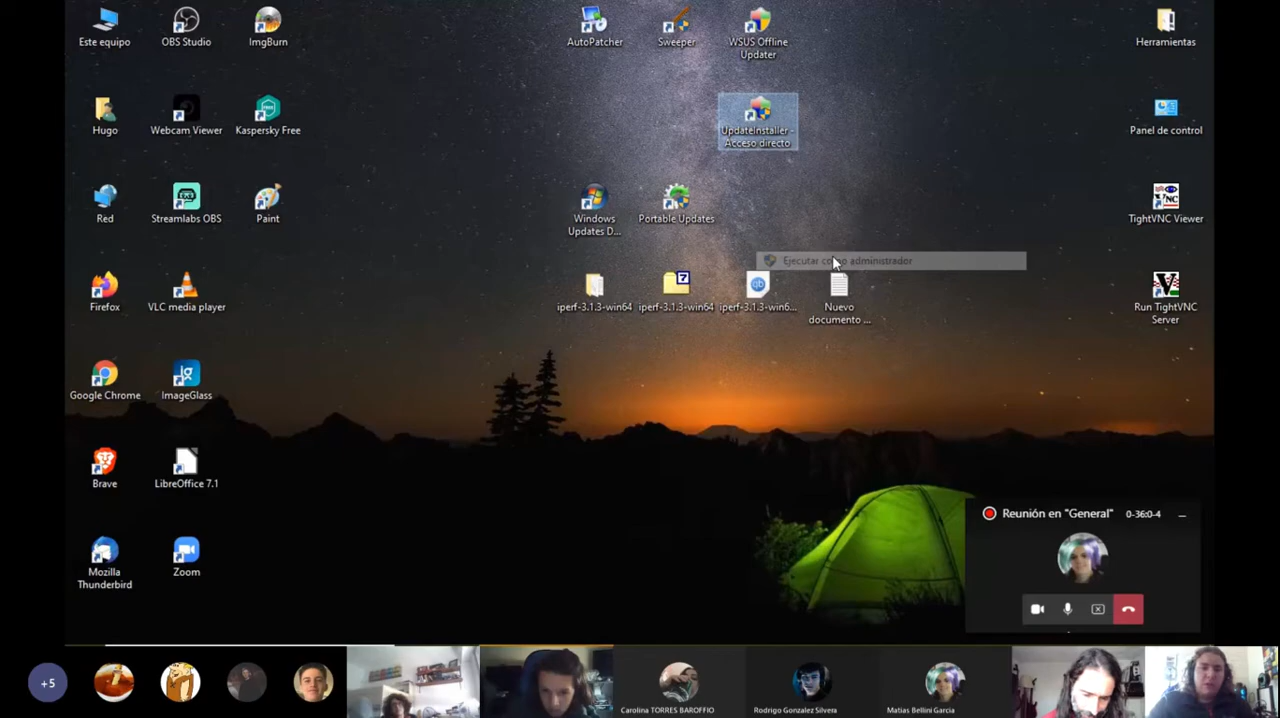 Este equipo
OBS Studio
ImgBurn
AutoPatcher
Sweeper
WSUS Offline
Updater
Herramientas
Hugo
Webcam Viewer
Kaspersky Free
UpdateInstaller -
Acceso directo
Panel de control
Red
Streamlabs OBS
Paint
Windows
Updates D...
Portable Updates
TightVNC Viewer
Ejecutar como administrador
Firefox
VLC media player
iperf-3.1.3-win64
iperf-3.1.3-win64
iperf-3.1.3-win6...
Nuevo
documento ...
Run TightVNC
Server
Google Chrome
ImageGlass
Brave
LibreOffice 7.1
Mozilla
Thunderbird
Zoom
Reunión en "General"
0-36:0-4
+5
Carolina TORRES BAROFFIO
Rodrigo Gonzalez Silvera
Matias Bellini Garcia